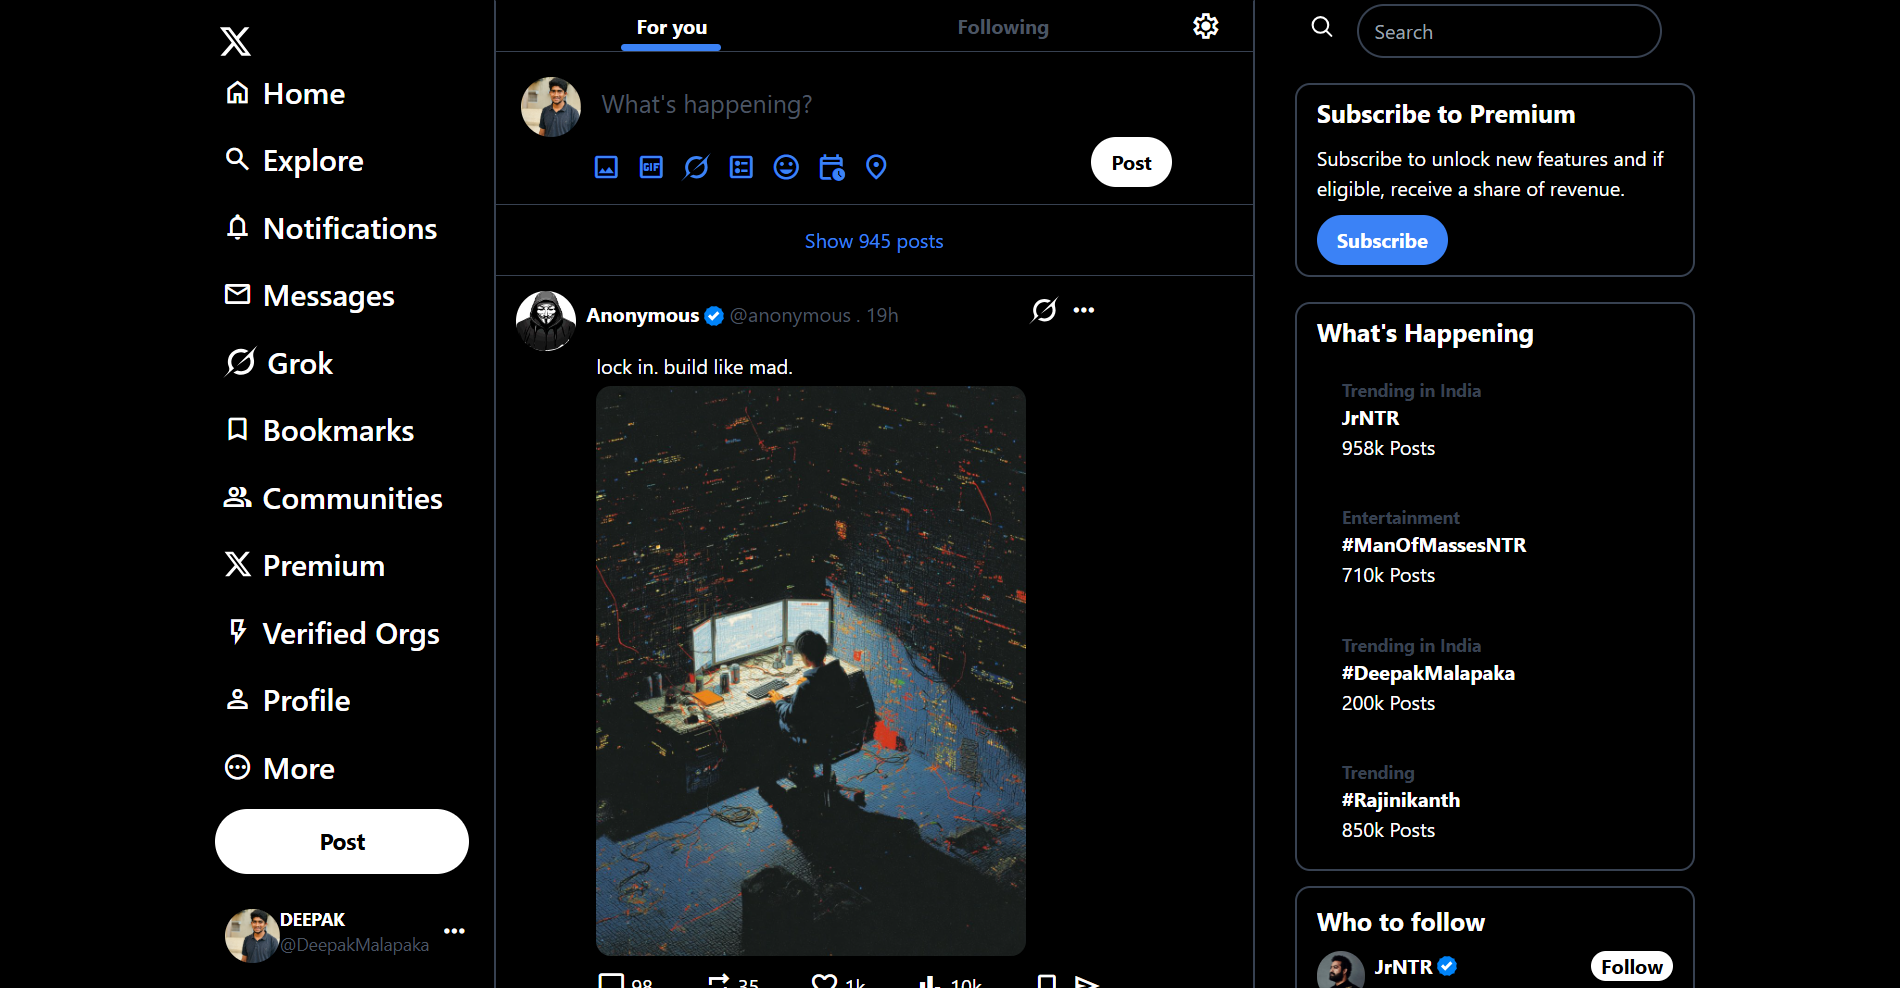 Home
Explore
Notifications
Messages
Grok
Bookmarks
Communities
Premium
Verified Orgs
Profile
More
Post
DEEPAK
@DeepakMalapaka
For you
Following
What's happening?
GIF
Post
Show 945 posts
Anonymous @anonymous . 19h
lock in. build like mad.
98 35 1k 10k
Search
Subscribe to Premium
Subscribe to unlock new features and if
eligible, receive a share of revenue.
Subscribe
What's Happening
Trending in India
JrNTR
958k Posts
Entertainment
#ManOfMassesNTR
710k Posts
Trending in India
#DeepakMalapaka
200k Posts
Trending
#Rajinikanth
850k Posts
Who to follow
JrNTR
Follow